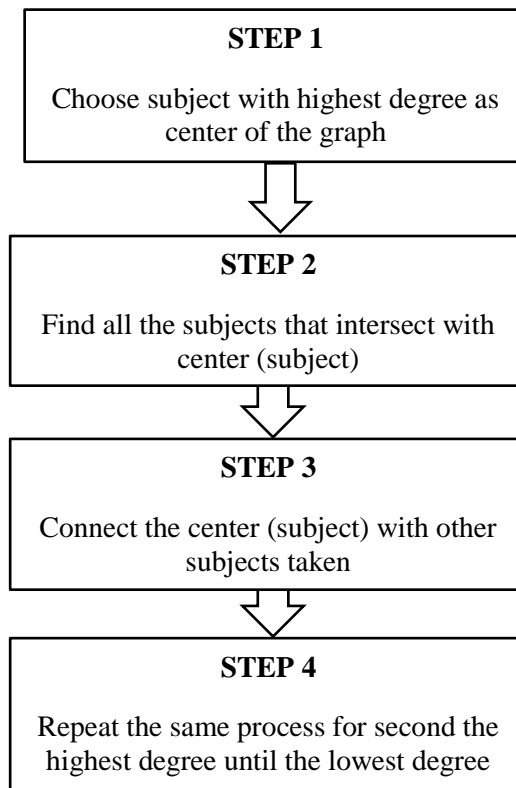 STEP 1
Choose subject with highest degree as
center of the graph
STEP 2
Find all the subjects that intersect with
center (subject)
STEP 3
Connect the center (subject) with other
subjects taken
STEP 4
Repeat the same process for second the
highest degree until the lowest degree